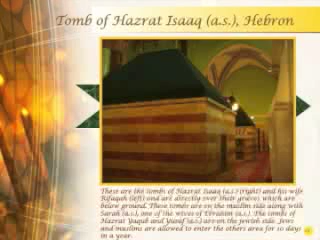 Tomb of Hazrat Isaaq (a.s.), Hebron
These are the tombs of Hazrat Isaaq (a.s.) (right) and his wife
Rifaqah (left) and are directly over their graves, which are
below ground. These tombs are on the muslim side along with
Sarah (a.s.), one of the wives of Ebrahim (a.s.). The tombs of
Hazrat Yaqub and Yusuf (a.s.) are on the jewish side. Jews
and muslims are allowed to enter the others area for 10 days
in a year.